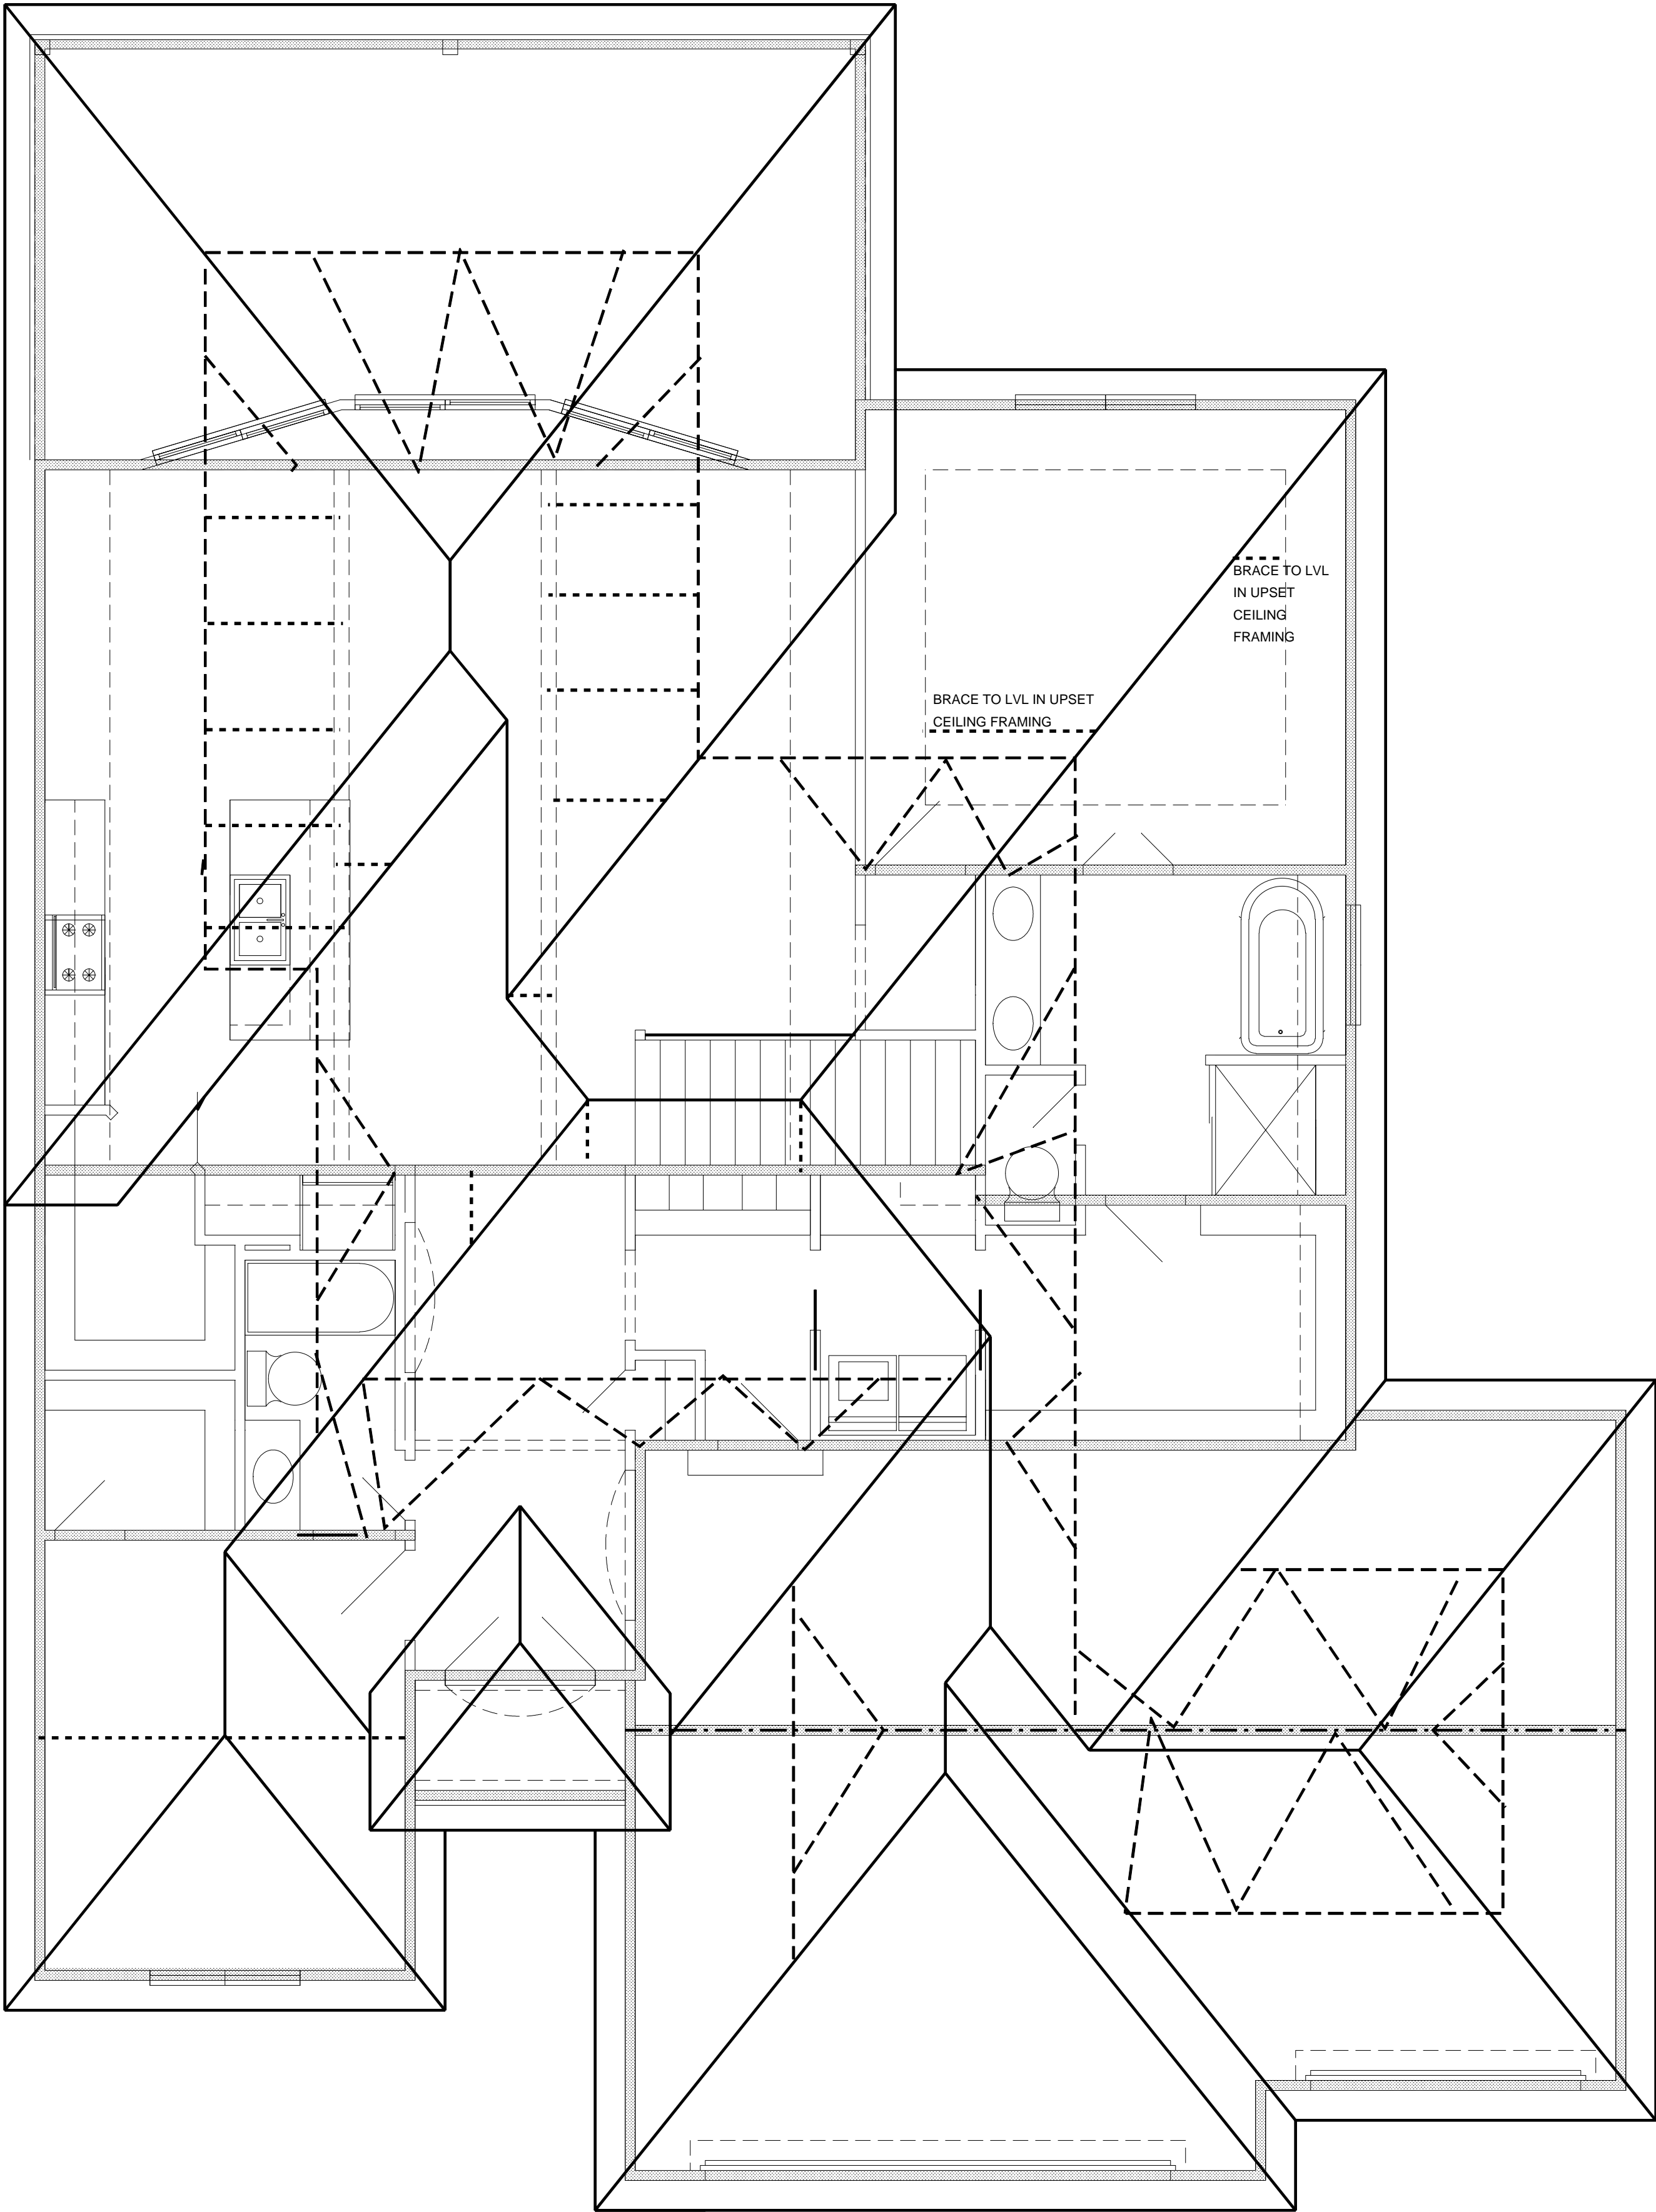 BRACE TO LVL
IN UPSET
CEILING
FRAMING
BRACE TO LVL IN UPSET
CEILING FRAMING